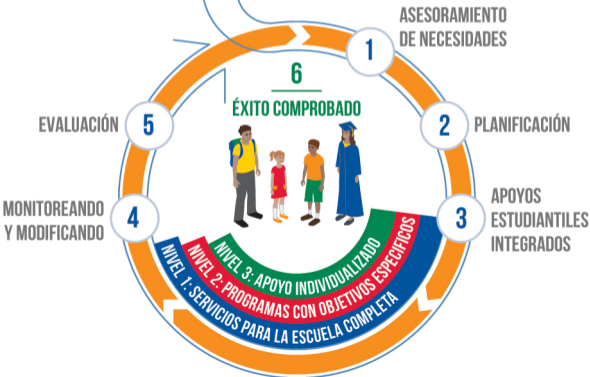 1
ASESORAMIENTO
DE NECESIDADES
2
PLANIFICACIÓN
3
APOYOS
ESTUDIANTILES
INTEGRADOS
NIVEL 3: APOYO INDIVIDUALIZADO
NIVEL 2: PROGRAMAS CON OBJETIVOS ESPECÍFICOS
NIVEL 1: SERVICIOS PARA LA ESCUELA COMPLETA
4
MONITOREANDO
Y MODIFICANDO
5
EVALUACIÓN
6
ÉXITO COMPROBADO